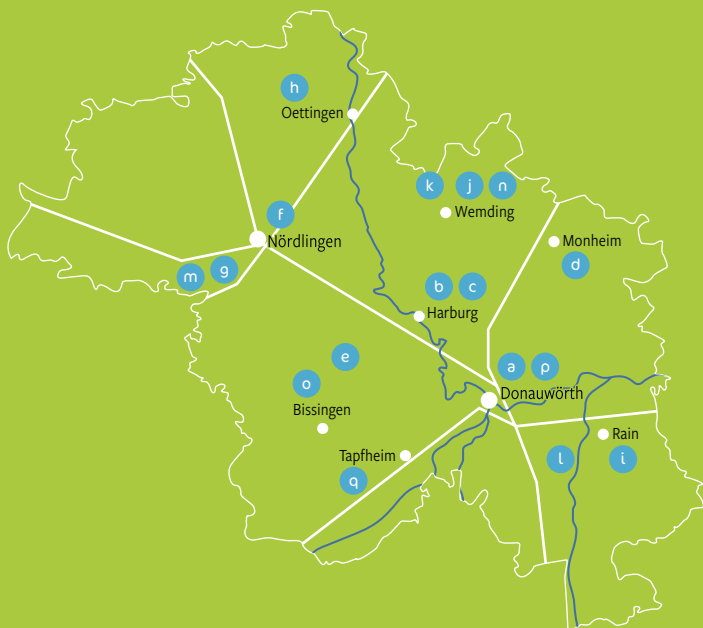 h
Oettingen
k j n
f
Wemding
Nördlingen
Monheim
m g
d
b c
Harburg
e
a p
o
Donauwörth
Bissingen
Rain
Tapfheim
l i
q